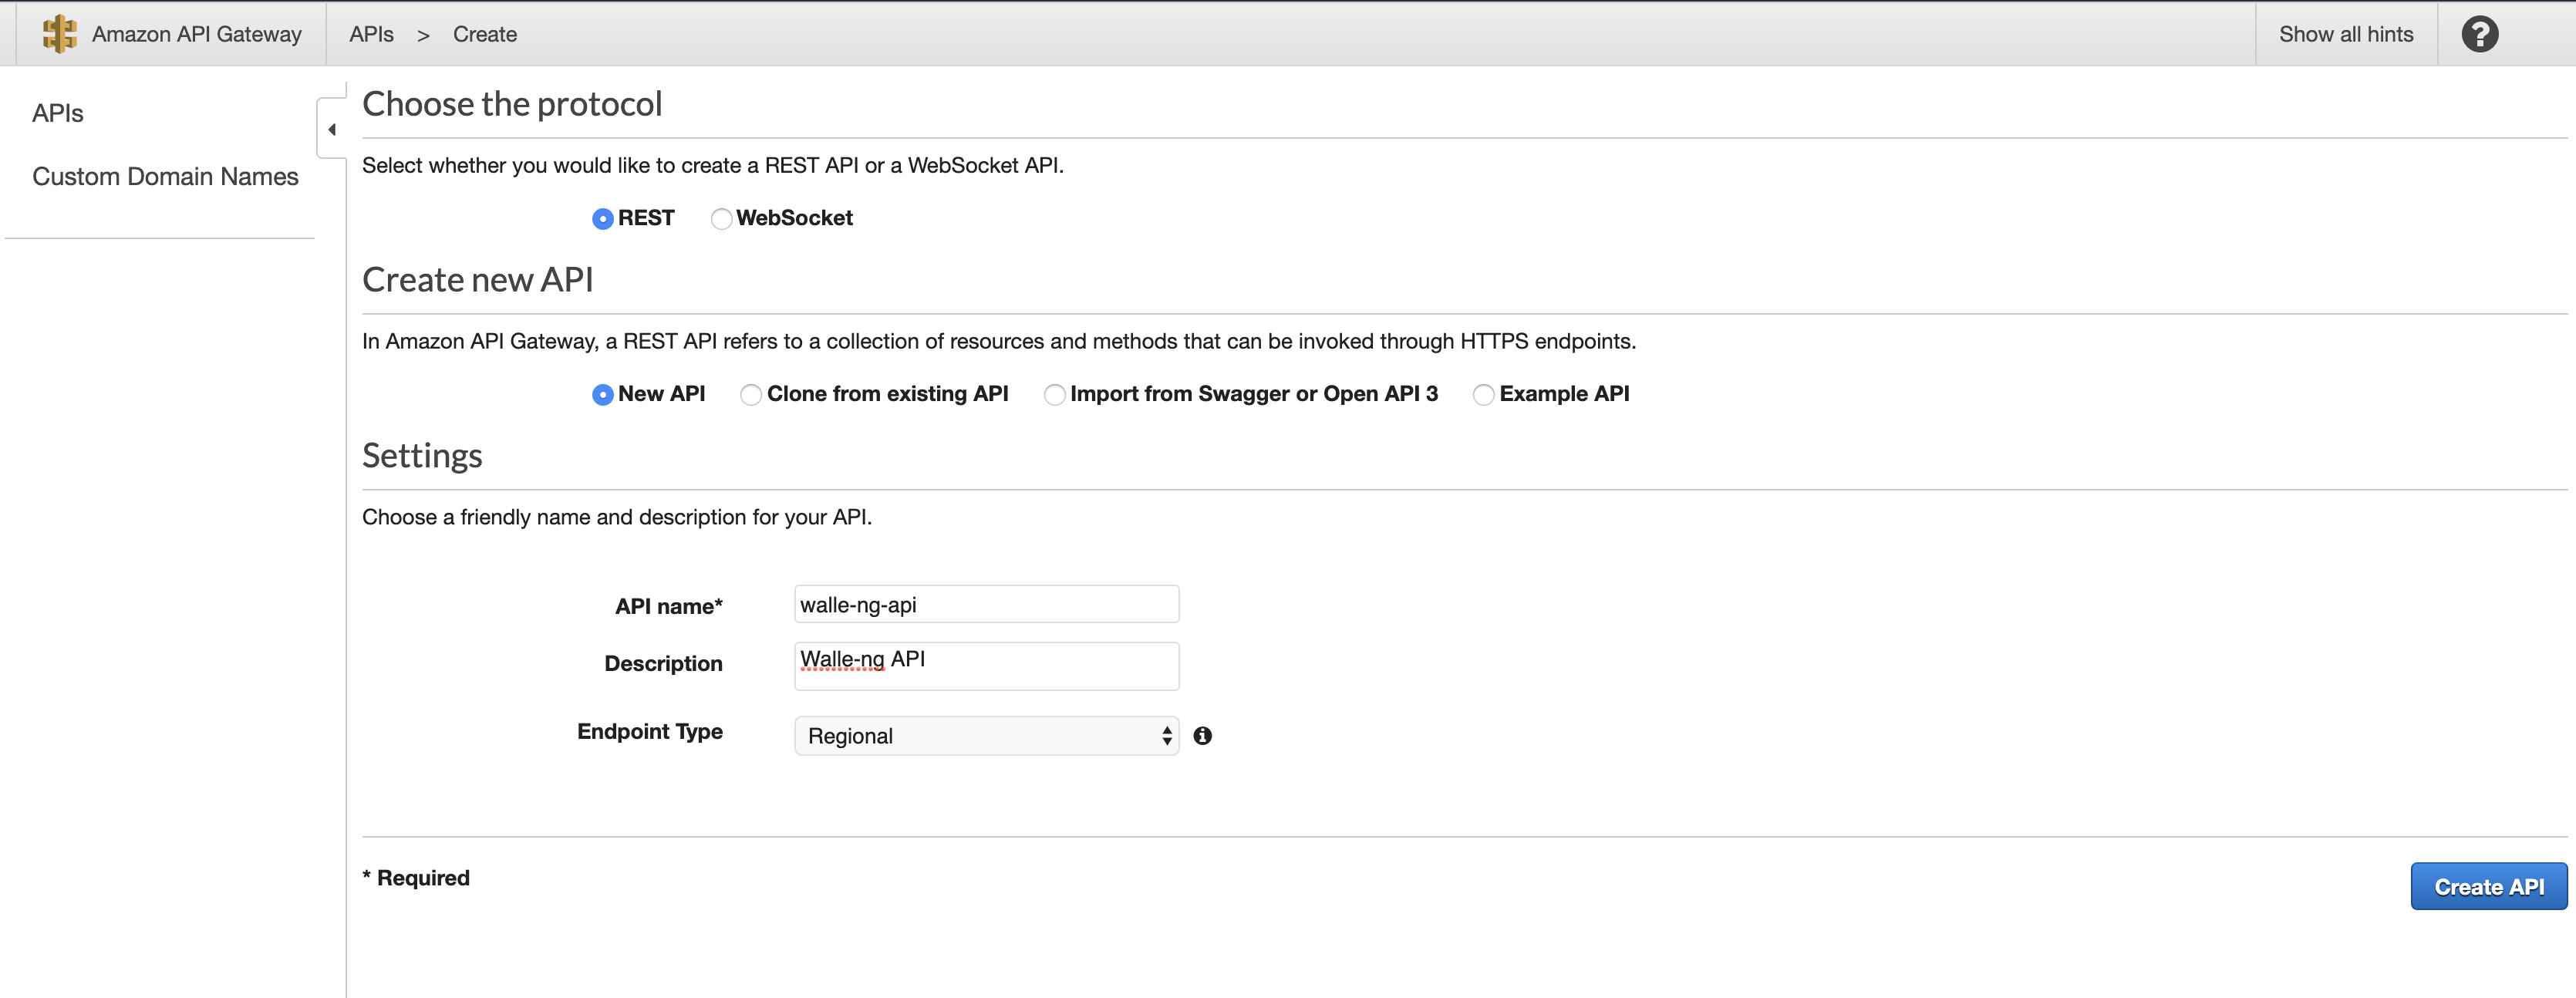 Amazon API Gateway APIs > Create Show all hints ?
APIs
Custom Domain Names
Choose the protocol
Select whether you would like to create a REST API or a WebSocket API.
REST WebSocket
Create new API
In Amazon API Gateway, a REST API refers to a collection of resources and methods that can be invoked through HTTPS endpoints.
New API Clone from existing API Import from Swagger or Open API 3 Example API
Settings
Choose a friendly name and description for your API.
API name* walle-ng-api
Description Walle-ng API
Endpoint Type Regional
* Required
Create API